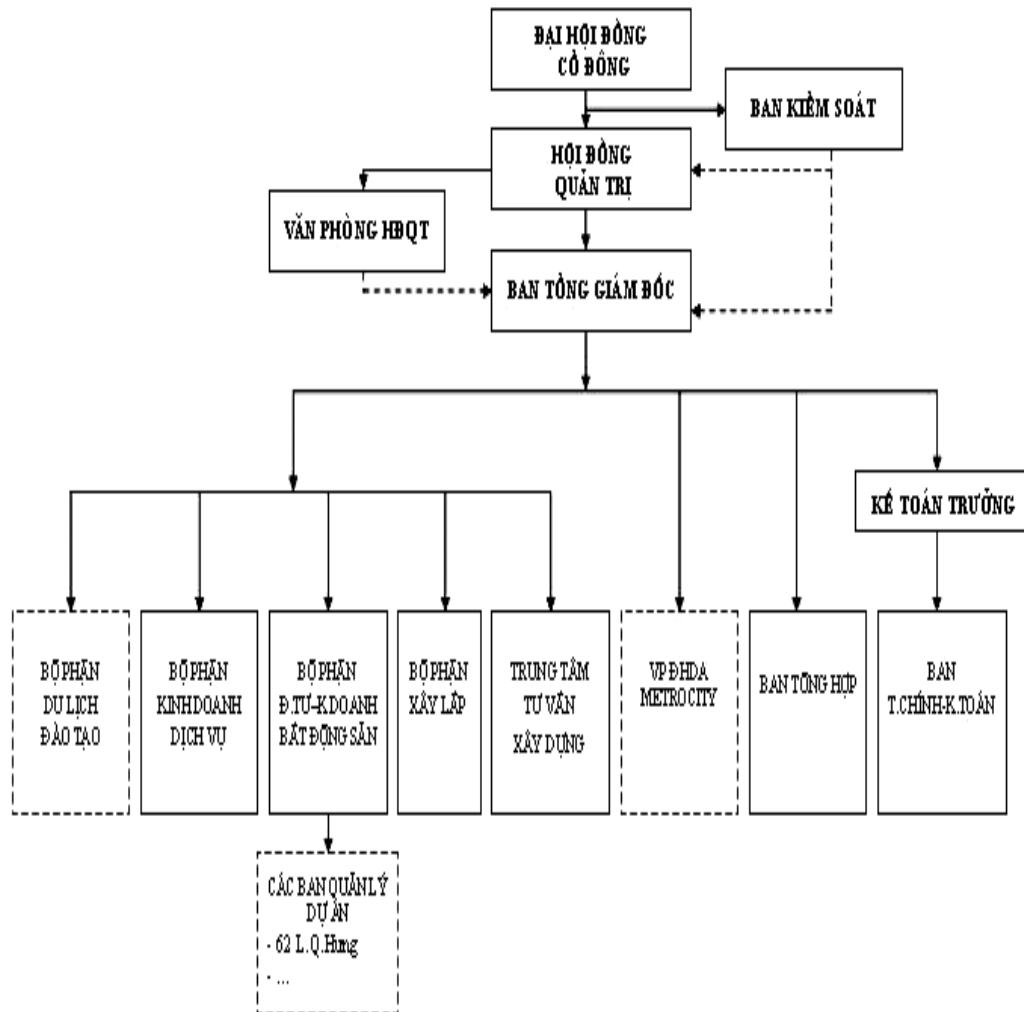 ĐẠI HỘI ĐỒNG
CỔ ĐÔNG
BAN KIỂM SOÁT
HỘI ĐỒNG
QUẢN TRỊ
VĂN PHÒNG HĐQT
BAN TỔNG GIÁM ĐỐC
KẾ TOÁN TRƯỞNG
BỘ PHẬN
DU LỊCH
ĐÀO TẠO
BỘ PHẬN
KINH DOANH
DỊCH VỤ
BỘ PHẬN
Đ.TƯ–K.DOANH
BẤT ĐỘNG SẢN
BỘ PHẬN
XÂY LẮP
TRUNG TÂM
TƯ VẤN
XÂY DỰNG
VP ĐHDA
METROCITY
BAN TỔNG HỢP
BAN
T.CHÍNH-K.TOÁN
CÁC BAN QUẢN LÝ
DỰ ÁN
- 62 L.Q.Hưng
- ...